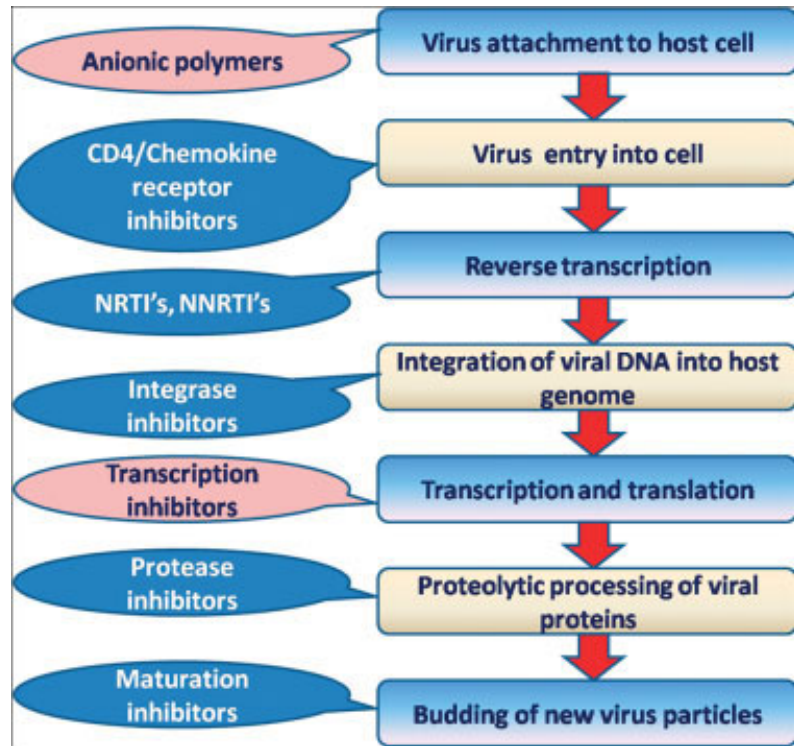 Anionic polymers
Virus attachment to host cell
CD4/Chemokine
receptor
inhibitors
Virus entry into cell
NRTI's, NNRTI's
Reverse transcription
Integrase
inhibitors
Integration of viral DNA into host
genome
Transcription
inhibitors
Transcription and translation
Protease
inhibitors
Proteolytic processing of viral
proteins
Maturation
inhibitors
Budding of new virus particles